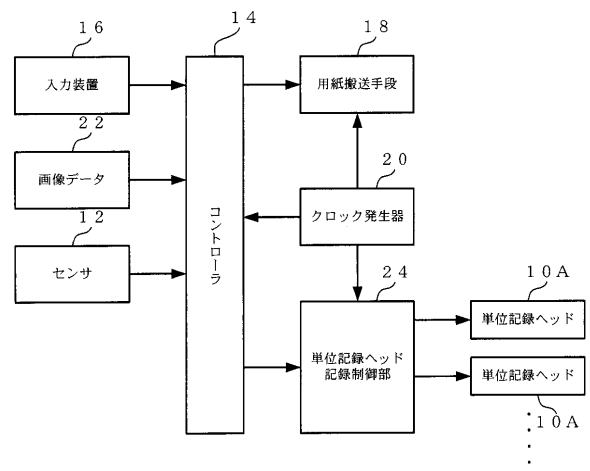 １６
入力装置
２２
画像データ
１２
センサ
１４
コントローラ
１８
用紙搬送手段
２０
クロック発生器
２４
単位記録ヘッド
記録制御部
１０Ａ
単位記録ヘッド
単位記録ヘッド
１０Ａ